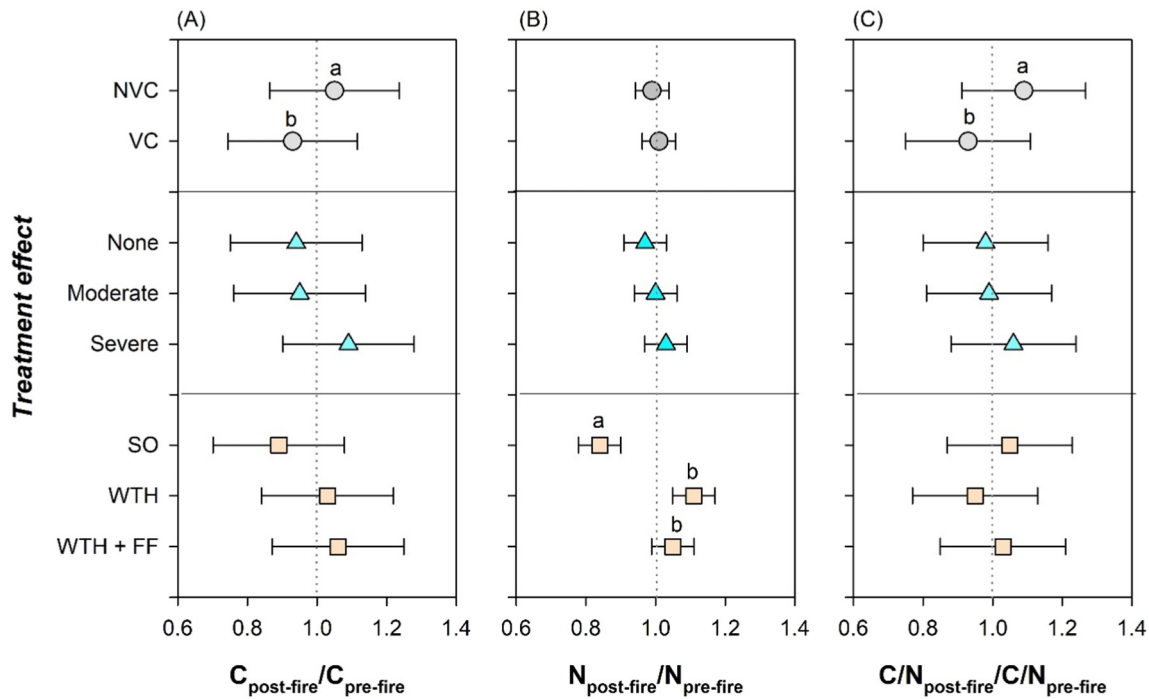 (A) (B) (C)
a a
NVC
b b
VC
None
Moderate
Severe
a
SO
b
WTH
b
WTH + FF
Treatment effect
0.6 0.8 1.0 1.2 1.4 0.6 0.8 1.0 1.2 1.4 0.6 0.8 1.0 1.2 1.4
Cpost-fire/Cpre-fire Npost-fire/Npre-fire C/Npost-fire/C/Npre-fire